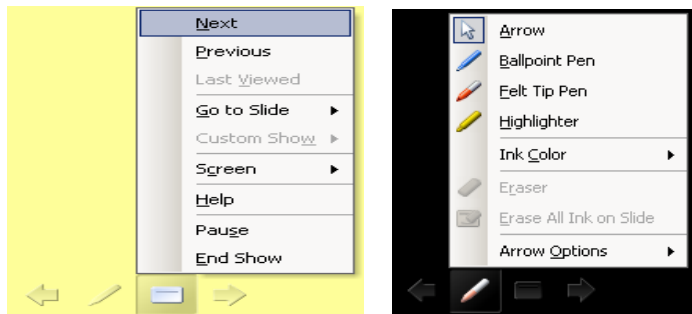 Next
Previous
Last Viewed
Go to Slide
Custom Show
Screen
Help
Pause
End Show
Arrow
Ballpoint Pen
Felt Tip Pen
Highlighter
Ink Color
Eraser
Erase All Ink on Slide
Arrow Options